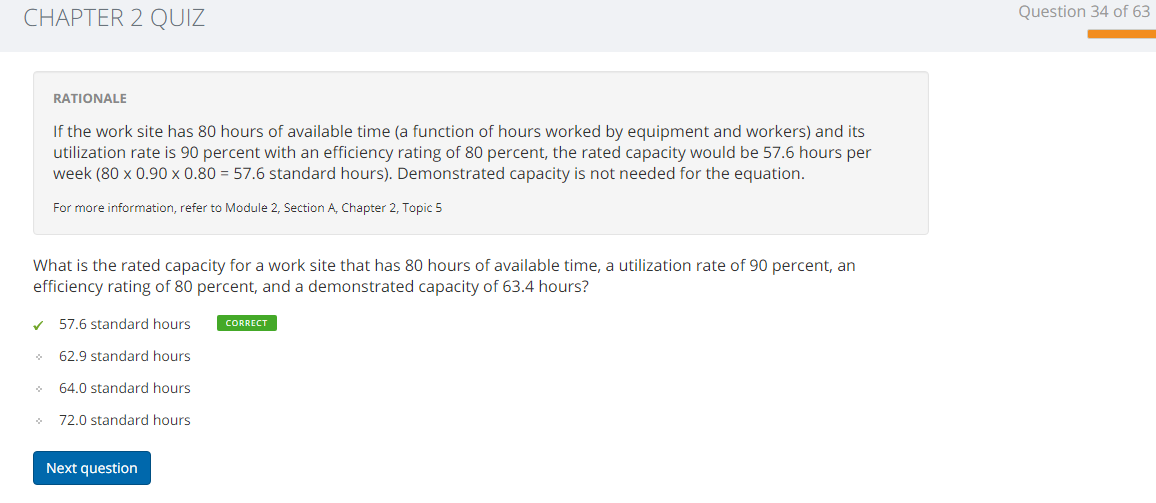 CHAPTER 2 QUIZ
Question 34 of 63
RATIONALE
If the work site has 80 hours of available time (a function of hours worked by equipment and workers) and its
utilization rate is 90 percent with an efficiency rating of 80 percent, the rated capacity would be 57.6 hours per
week (80 x 0.90 x 0.80 = 57.6 standard hours). Demonstrated capacity is not needed for the equation.
For more information, refer to Module 2, Section A, Chapter 2, Topic 5
What is the rated capacity for a work site that has 80 hours of available time, a utilization rate of 90 percent, an
efficiency rating of 80 percent, and a demonstrated capacity of 63.4 hours?
57.6 standard hours CORRECT
62.9 standard hours
64.0 standard hours
72.0 standard hours
Next question